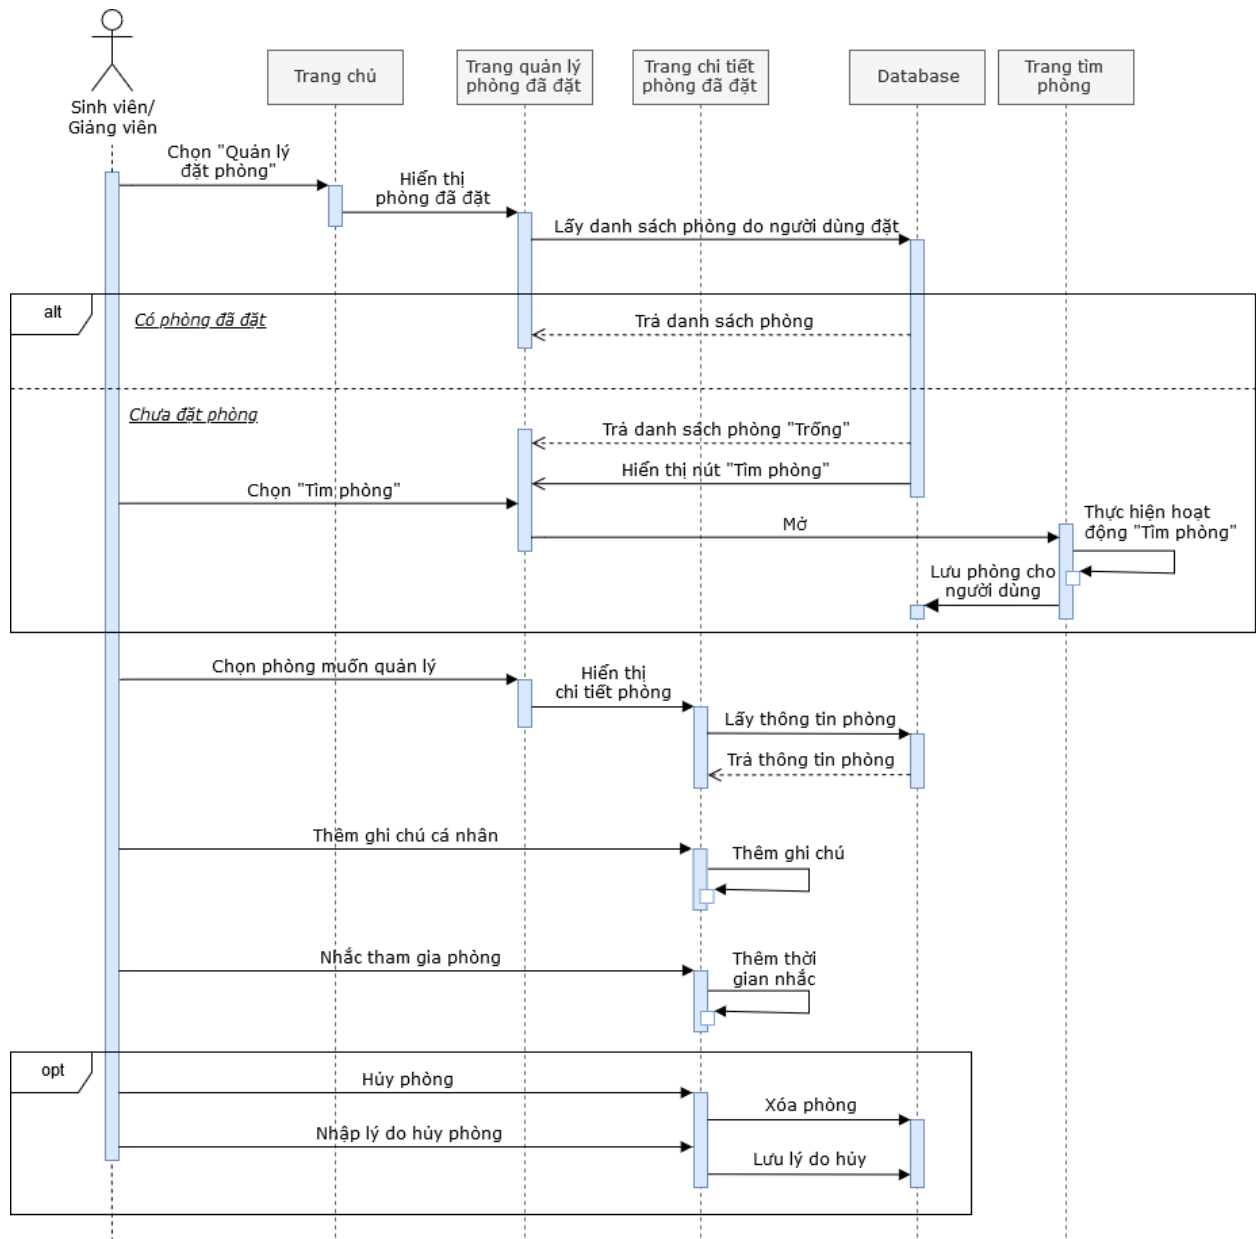 Sinh viên/
Giảng viên
Trang chủ
Trang quản lý
phòng đã đặt
Trang chi tiết
phòng đã đặt
Database
Trang tìm
phòng
Chọn "Quản lý
đặt phòng"
Hiển thị
phòng đã đặt
Lấy danh sách phòng do người dùng đặt
alt
Có phòng đã đặt
Trả danh sách phòng
Chưa đặt phòng
Trả danh sách phòng "Trống"
Hiển thị nút "Tìm phòng"
Chọn "Tìm phòng"
Mở
Thực hiện hoạt
động "Tìm phòng"
Lưu phòng cho
người dùng
Chọn phòng muốn quản lý
Hiển thị
chi tiết phòng
Lấy thông tin phòng
Trả thông tin phòng
Thêm ghi chú cá nhân
Thêm ghi chú
Nhắc tham gia phòng
Thêm thời
gian nhắc
opt
Hủy phòng
Xóa phòng
Nhập lý do hủy phòng
Lưu lý do hủy